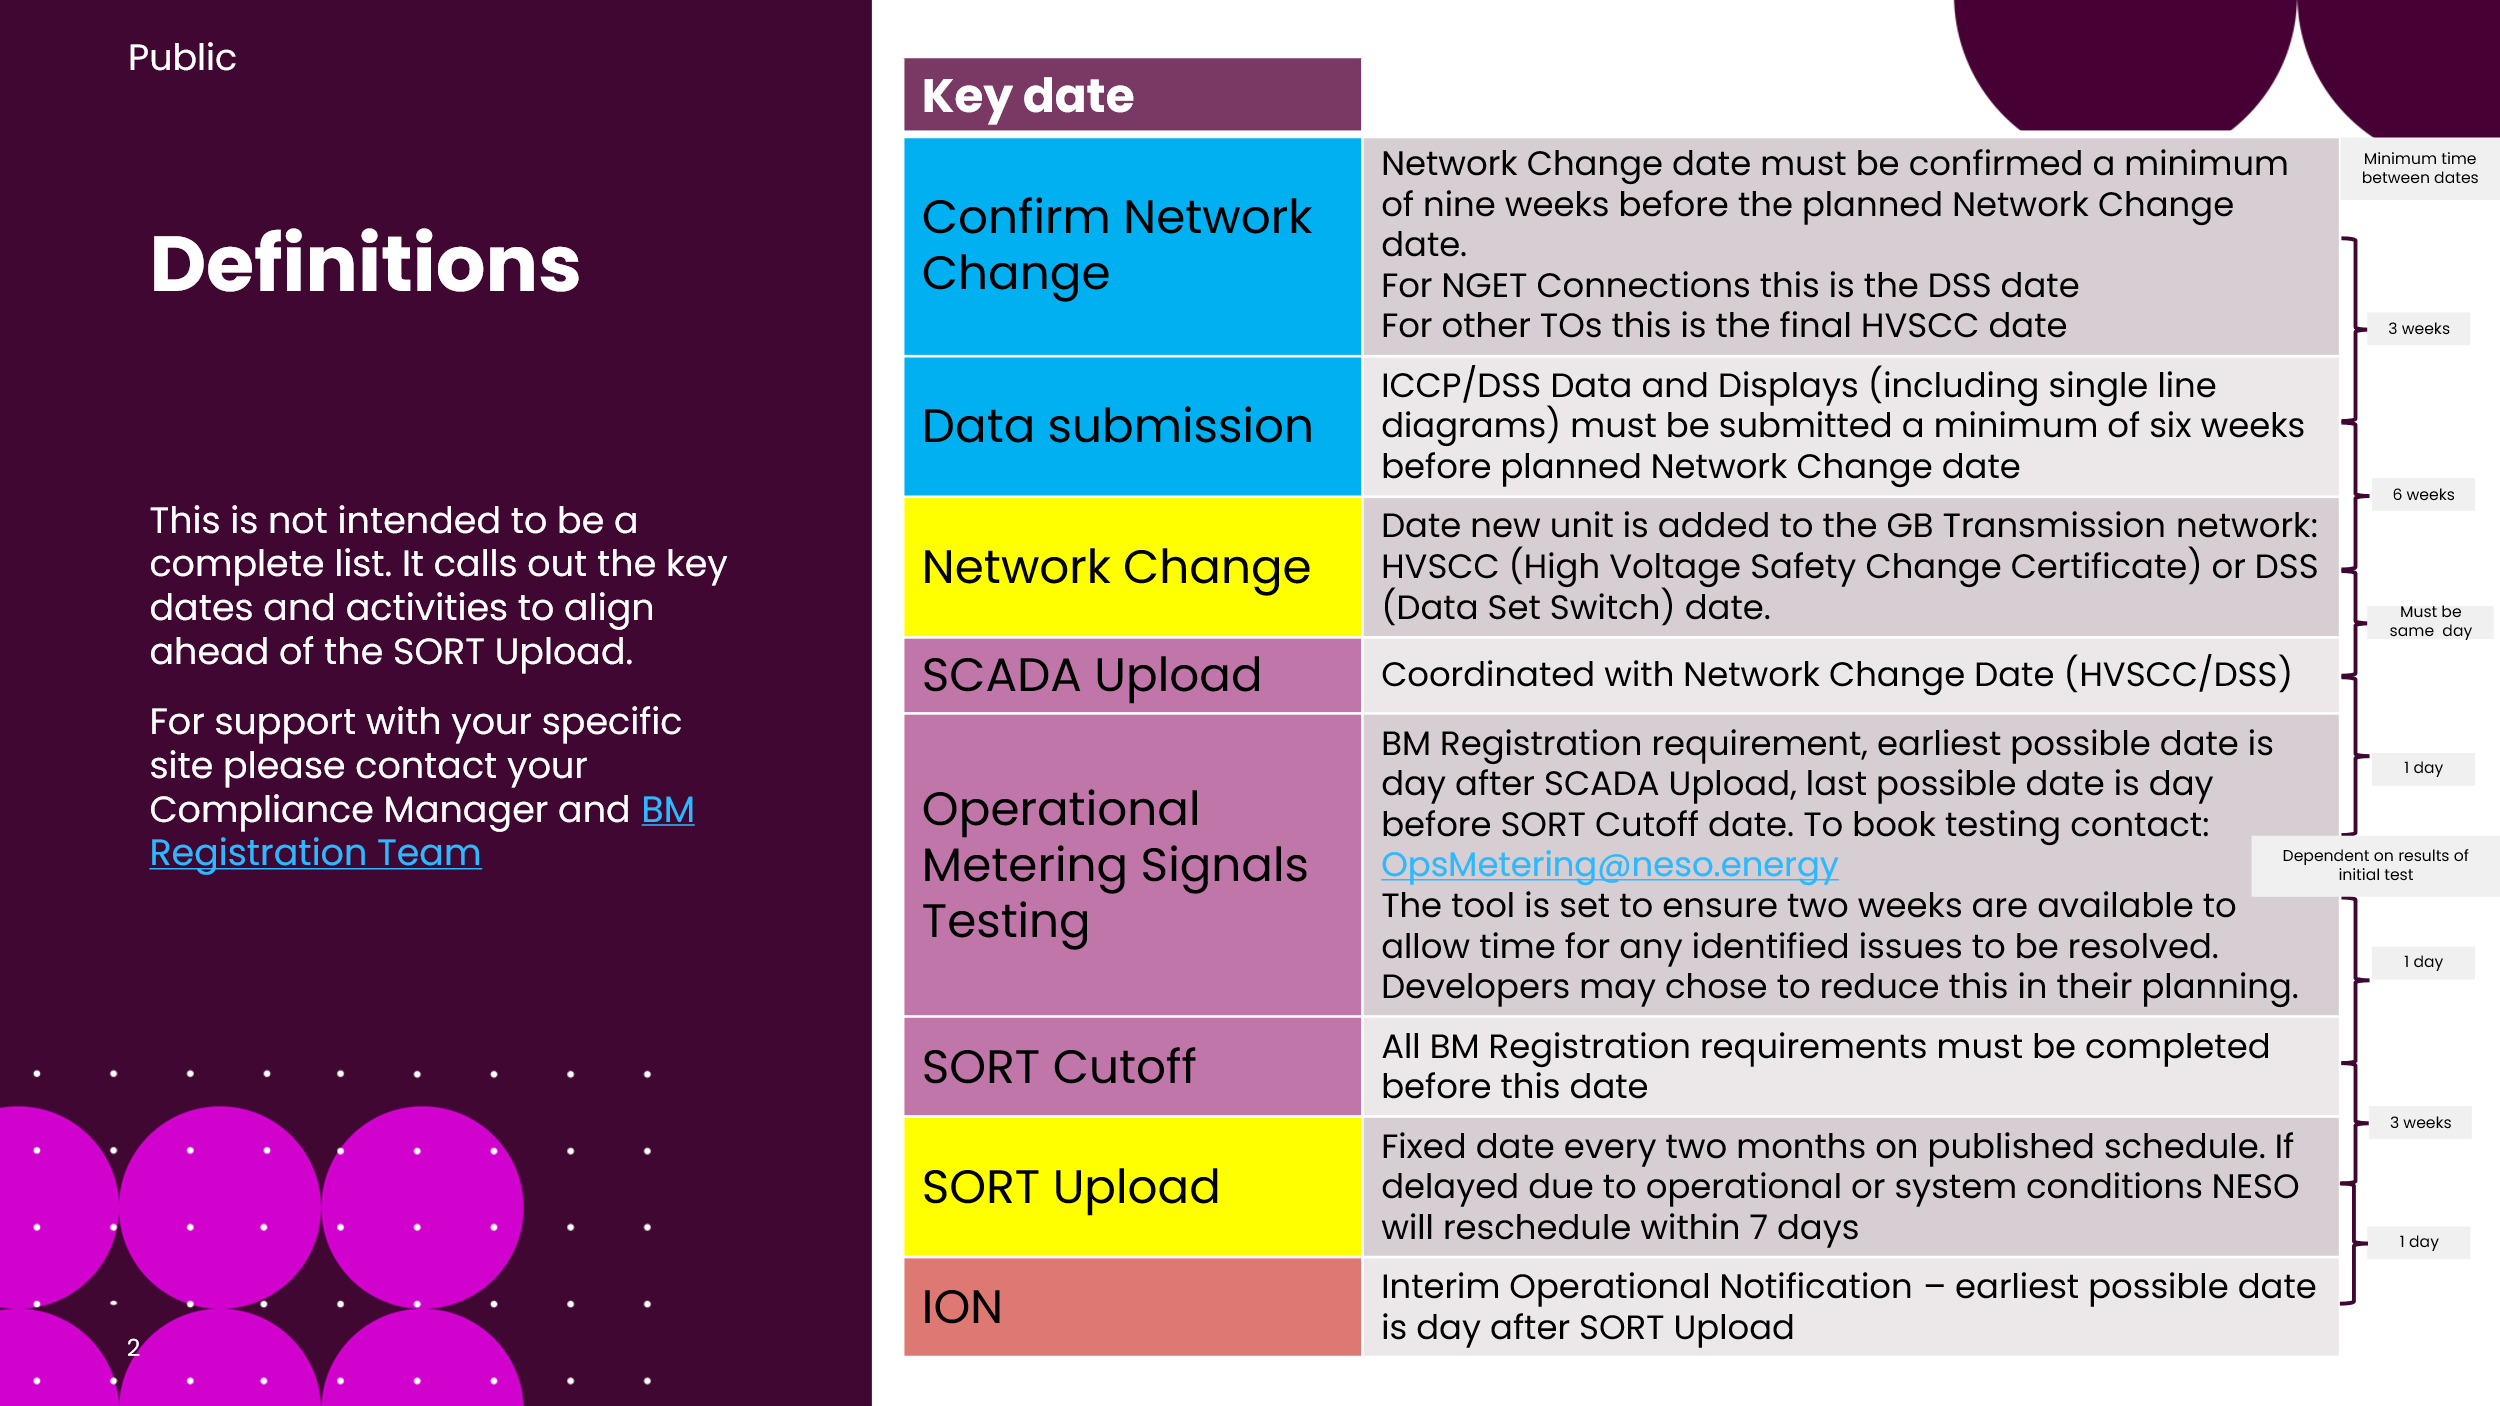 Public
Definitions
This is not intended to be a
complete list. It calls out the key
dates and activities to align
ahead of the SORT Upload.
For support with your specific
site please contact your
Compliance Manager and BM
Registration Team
2
Key date
Minimum time
between dates
Confirm Network
Change
Network Change date must be confirmed a minimum
of nine weeks before the planned Network Change
date.
For NGET Connections this is the DSS date
For other TOs this is the final HVSCC date
3 weeks
Data submission
ICCP/DSS Data and Displays (including single line
diagrams) must be submitted a minimum of six weeks
before planned Network Change date
6 weeks
Network Change
Date new unit is added to the GB Transmission network:
HVSCC (High Voltage Safety Change Certificate) or DSS
(Data Set Switch) date.
Must be
same day
SCADA Upload
Coordinated with Network Change Date (HVSCC/DSS)
1 day
Operational
Metering Signals
Testing
BM Registration requirement, earliest possible date is
day after SCADA Upload, last possible date is day
before SORT Cutoff date. To book testing contact:
OpsMetering@neso.energy
The tool is set to ensure two weeks are available to
allow time for any identified issues to be resolved.
Developers may chose to reduce this in their planning.
Dependent on results of
initial test
1 day
SORT Cutoff
All BM Registration requirements must be completed
before this date
3 weeks
SORT Upload
Fixed date every two months on published schedule. If
delayed due to operational or system conditions NESO
will reschedule within 7 days
1 day
ION
Interim Operational Notification – earliest possible date
is day after SORT Upload